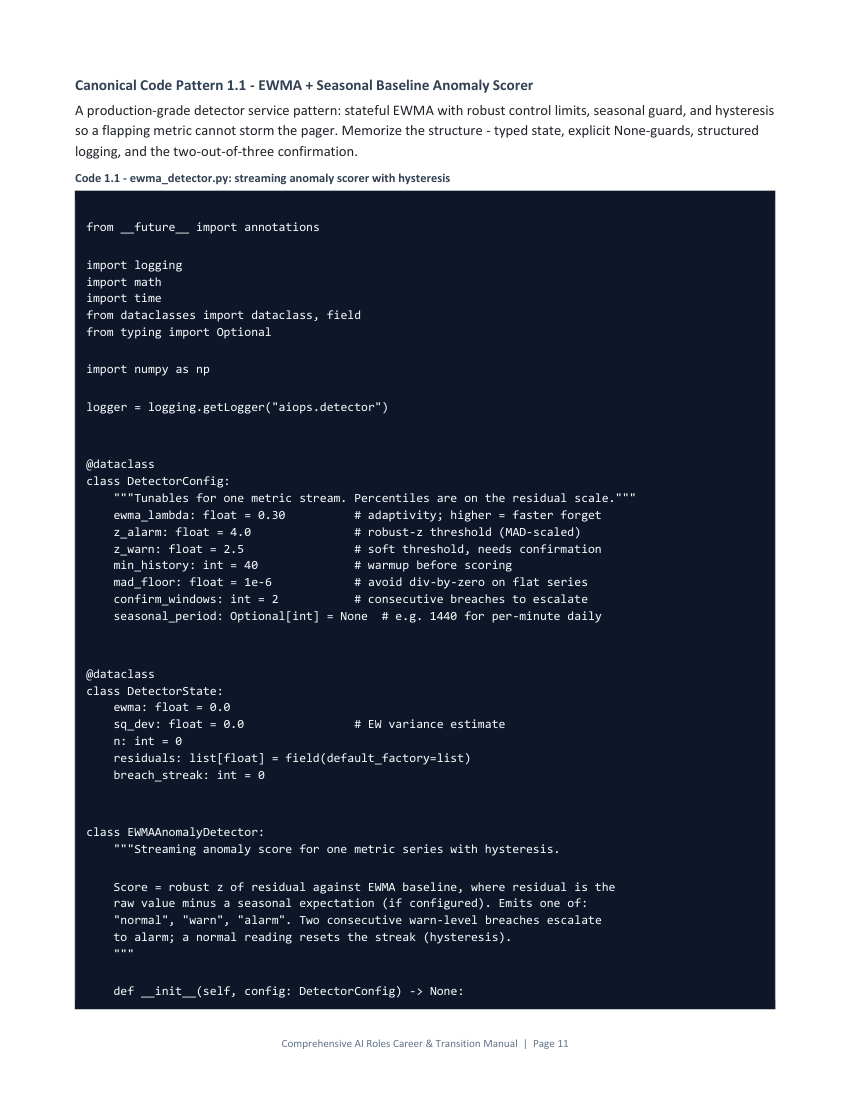 Canonical Code Pattern 1.1 - EWMA + Seasonal Baseline Anomaly Scorer
A production-grade detector service pattern: stateful EWMA with robust control limits, seasonal guard, and hysteresis
so a flapping metric cannot storm the pager. Memorize the structure - typed state, explicit None-guards, structured
logging, and the two-out-of-three confirmation.
Code 1.1 - ewma_detector.py: streaming anomaly scorer with hysteresis
from __future__ import annotations
import logging
import math
import time
from dataclasses import dataclass, field
from typing import Optional
import numpy as np
logger = logging.getLogger("aiops.detector")
@dataclass
class DetectorConfig:
    """Tunables for one metric stream. Percentiles are on the residual scale."""
    ewma_lambda: float = 0.30          # adaptivity; higher = faster forget
    z_alarm: float = 4.0               # robust-z threshold (MAD-scaled)
    z_warn: float = 2.5                # soft threshold, needs confirmation
    min_history: int = 40              # warmup before scoring
    mad_floor: float = 1e-6            # avoid div-by-zero on flat series
    confirm_windows: int = 2           # consecutive breaches to escalate
    seasonal_period: Optional[int] = None  # e.g. 1440 for per-minute daily
@dataclass
class DetectorState:
    ewma: float = 0.0
    sq_dev: float = 0.0                # EW variance estimate
    n: int = 0
    residuals: list[float] = field(default_factory=list)
    breach_streak: int = 0
class EWMAAnomalyDetector:
    """Streaming anomaly score for one metric series with hysteresis.
    Score = robust z of residual against EWMA baseline, where residual is the
    raw value minus a seasonal expectation (if configured). Emits one of:
    "normal", "warn", "alarm". Two consecutive warn-level breaches escalate
    to alarm; a normal reading resets the streak (hysteresis).
    """
    def __init__(self, config: DetectorConfig) -> None:
Comprehensive AI Roles Career & Transition Manual | Page 11